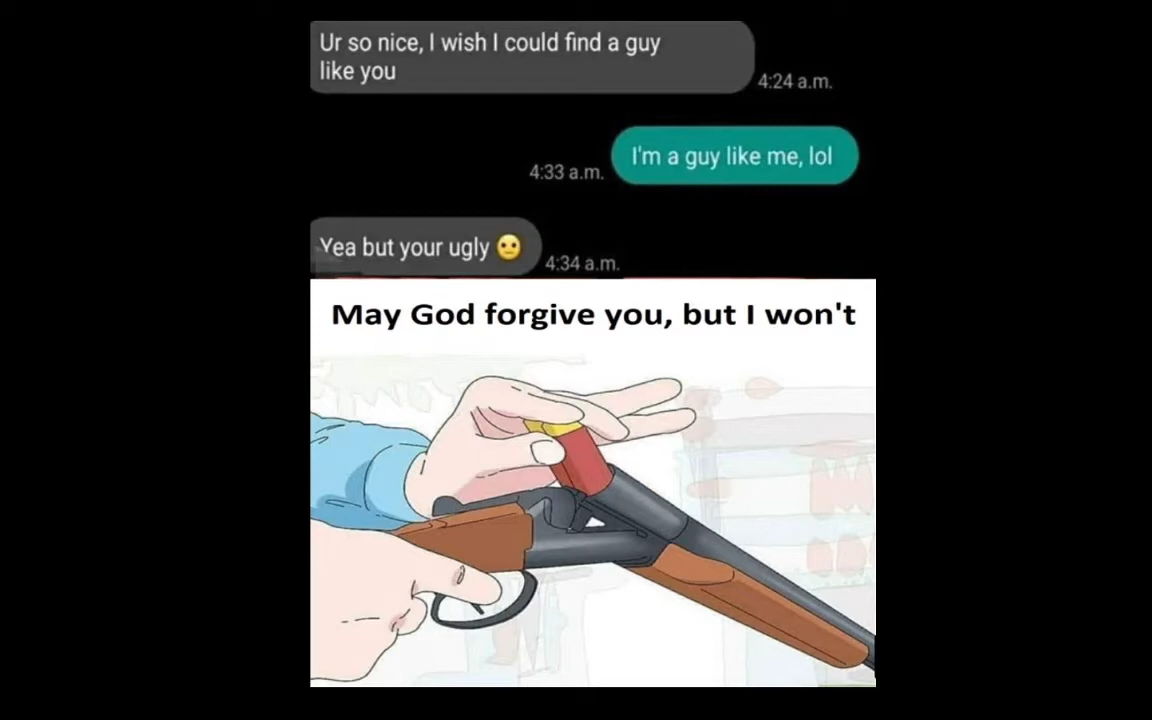 Ur so nice, I wish I could find a guy
like you
4:24 a.m.
I'm a guy like me, lol
4:33 a.m.
Yea but your ugly 😐
4:34 a.m.
May God forgive you, but I won't